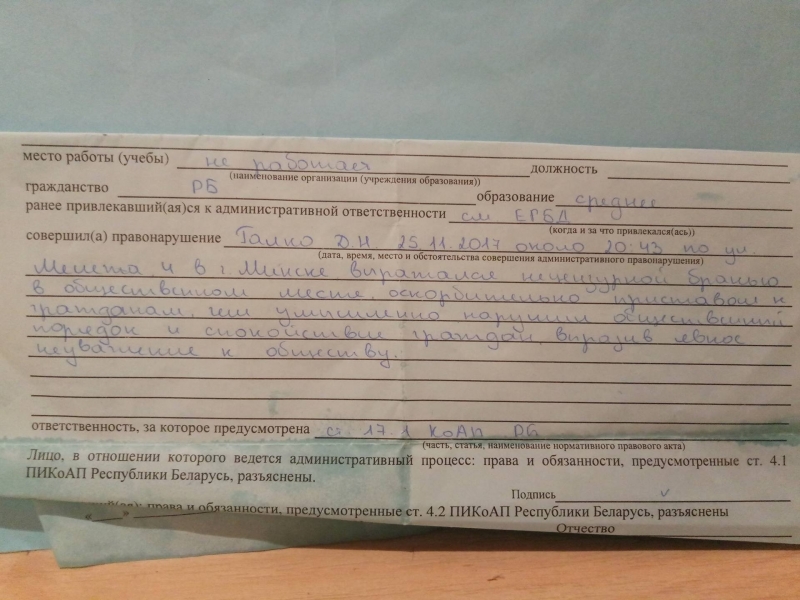 место работы (учебы) не работает должность
(наименование организации (учреждения образования))
гражданство РБ образование среднее
ранее привлекавший(ая)ся к административной ответственности см ЕРБД
(когда и за что привлекался(ась))
совершил(а) правонарушение Галко Д.Н. 25.11.2017 около 20:43 по ул.
(дата, время, место и обстоятельства совершения административного правонарушения)
4 в г. Минске выражался нецензурной бранью
в общественном месте, оскорбительно приставал к
гражданам, чем умышленно нарушил общественный
порядок и спокойствие граждан выразив явное
неуважение к обществу.
ответственность, за которое предусмотрена ст. 17.1 КоАП РБ
(часть, статья, наименование нормативного правового акта)
Лицо, в отношении которого ведется административный процесс: права и обязанности, предусмотренные ст. 4.1
ПИКоАП Республики Беларусь, разъяснены.
Подпись v
права и обязанности, предусмотренные ст. 4.2 ПИКоАП Республики Беларусь, разъяснены
Отчество